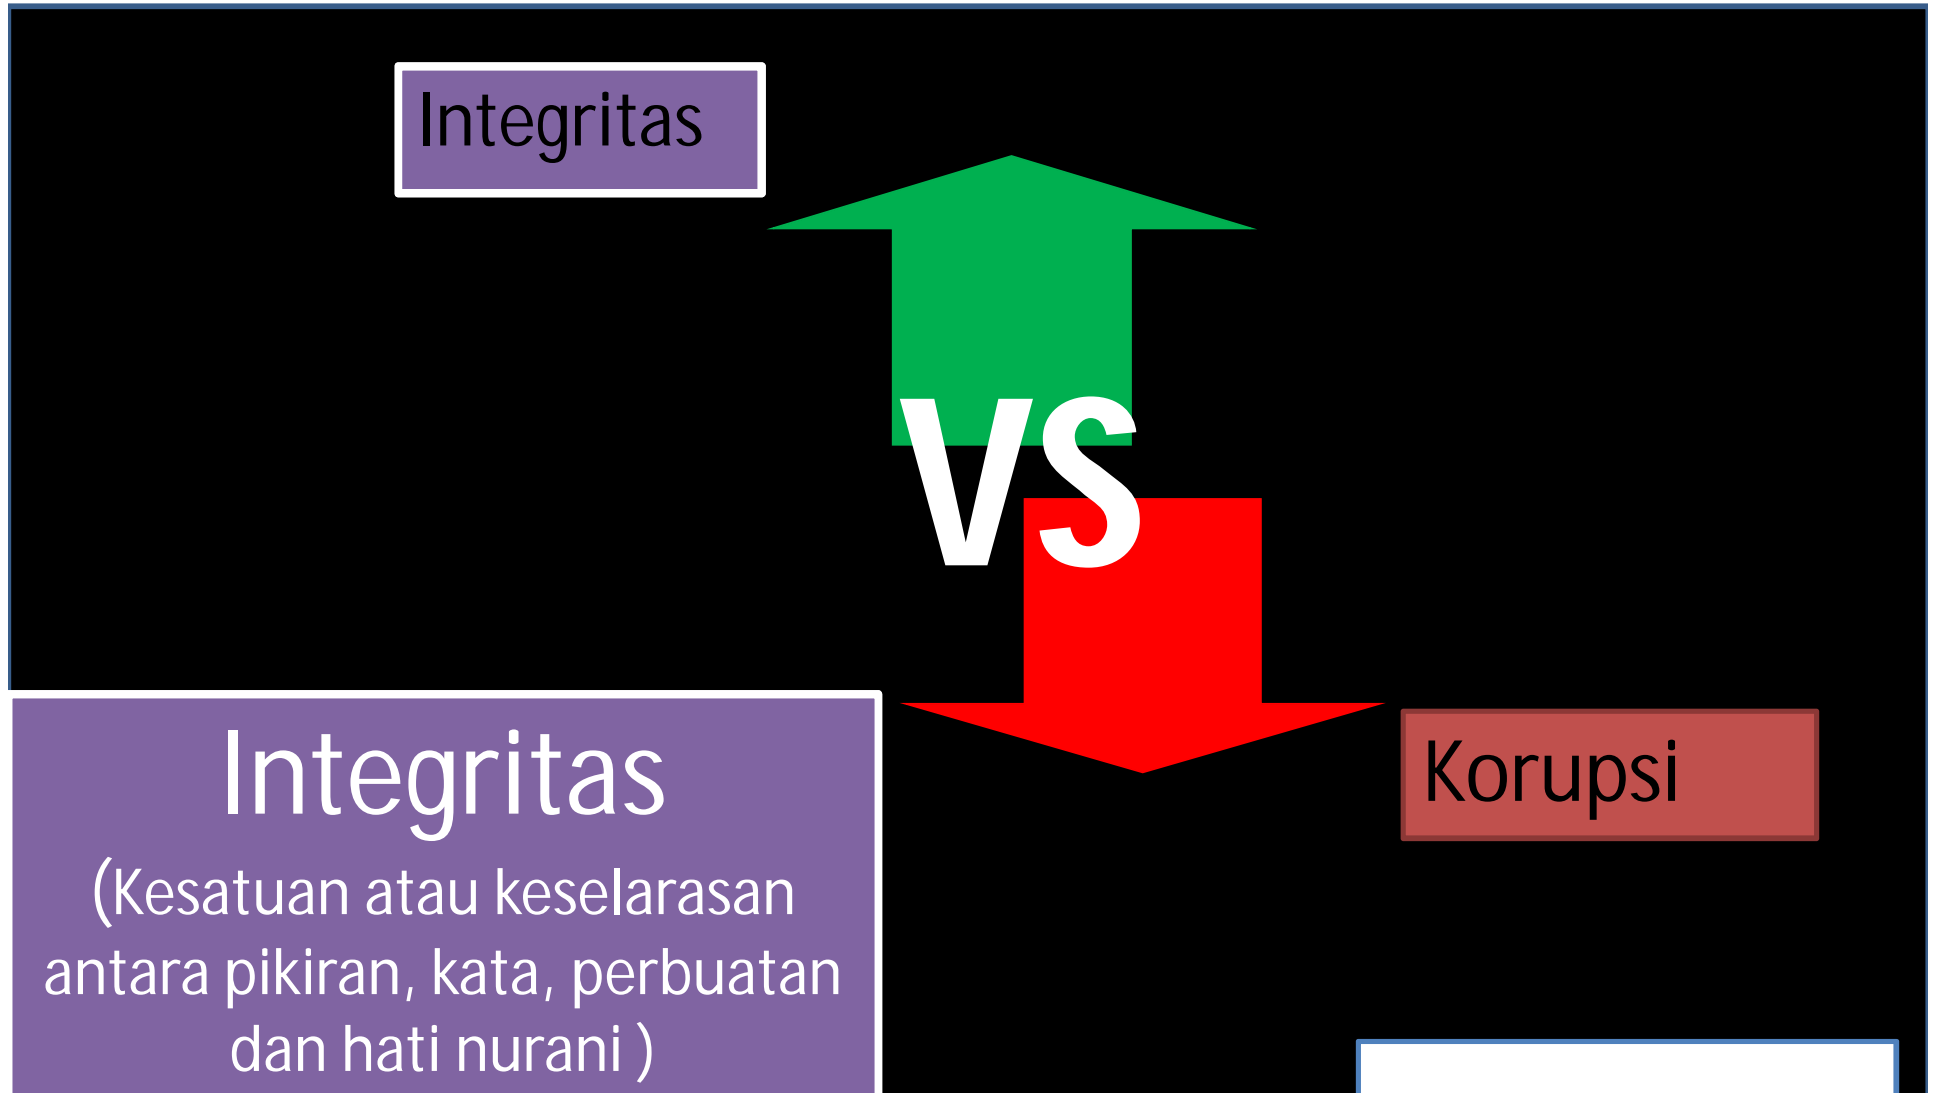 Integritas
VS
Korupsi
Integritas
(Kesatuan atau keselarasan
antara pikiran, kata, perbuatan
dan hati nurani )